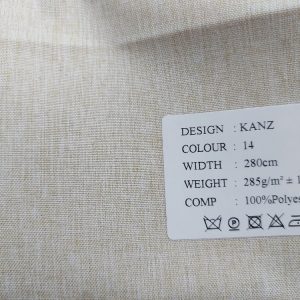 DESIGN : KANZ
COLOUR : 14
WIDTH : 280cm
WEIGHT : 285g/m² ± 1
COMP : 100%Polyes
P